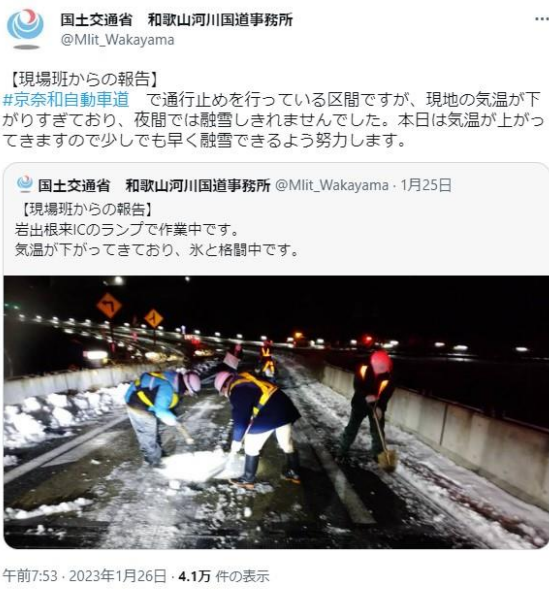 国土交通省　和歌山河川国道事務所
@Mlit_Wakayama
【現場班からの報告】
#京奈和自動車道　で通行止めを行っている区間ですが、現地の気温が下
がりすぎており、夜間では融雪しきれませんでした。本日は気温が上がっ
てきますので少しでも早く融雪できるよう努力します。
国土交通省　和歌山河川国道事務所 @Mlit_Wakayama · 1月25日
【現場班からの報告】
岩出根来ICのランプで作業中です。
気温が下がってきており、氷と格闘中です。
午前7:53 · 2023年1月26日 · 4.1万 件の表示